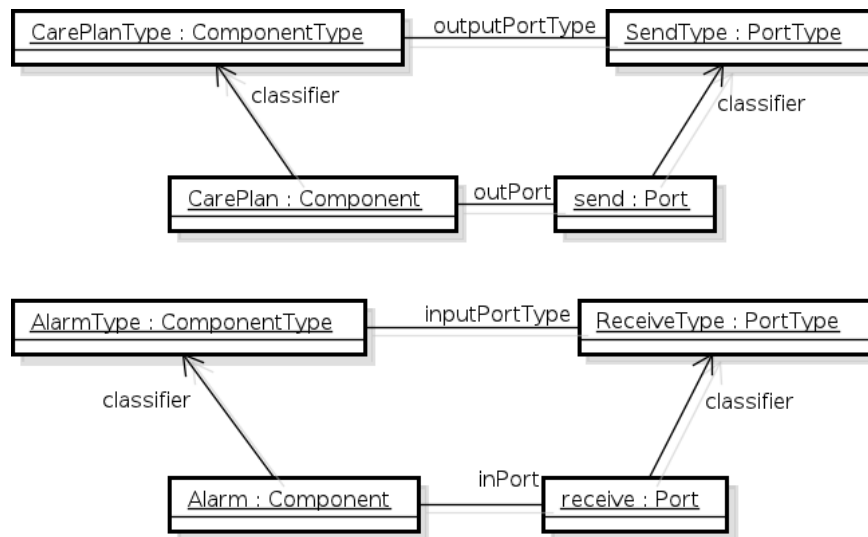 CarePlanType : ComponentType
outputPortType
SendType : PortType
classifier
classifier
CarePlan : Component
outPort
send : Port
AlarmType : ComponentType
inputPortType
ReceiveType : PortType
classifier
classifier
Alarm : Component
inPort
receive : Port